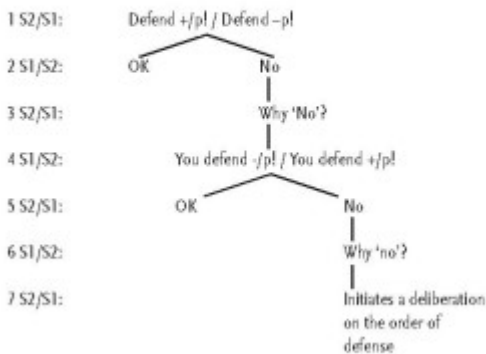 1 S2/S1: Defend +/p! / Defend –p!
2 S1/S2: OK No
3 S2/S1: Why 'No'?
4 S1/S2: You defend -/p! / You defend +/p!
5 S2/S1: OK No
6 S1/S2: Why 'no'?
7 S2/S1: Initiates a deliberation
on the order of
defense